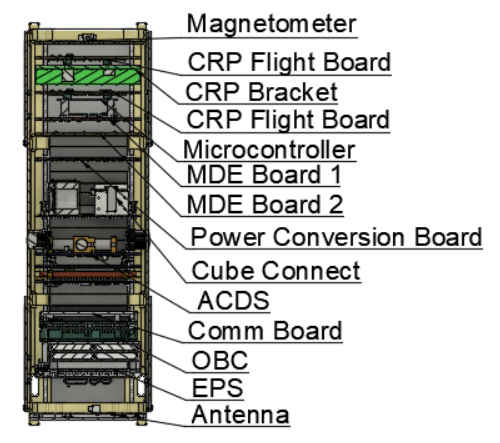 Magnetometer
CRP Flight Board
CRP Bracket
CRP Flight Board
Microcontroller
MDE Board 1
MDE Board 2
Power Conversion Board
Cube Connect
ACDS
Comm Board
OBC
EPS
Antenna